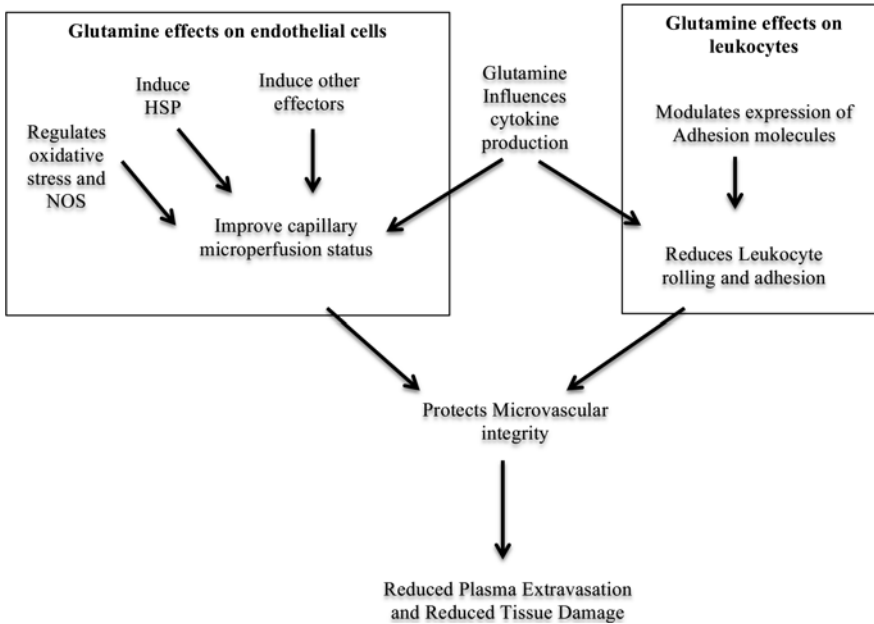 Glutamine effects on endothelial cells
Induce
HSP
Induce other
effectors
Regulates
oxidative
stress and
NOS
Improve capillary
microperfusion status
Glutamine
Influences
cytokine
production
Glutamine effects on
leukocytes
Modulates expression of
Adhesion molecules
Reduces Leukocyte
rolling and adhesion
Protects Microvascular
integrity
Reduced Plasma Extravasation
and Reduced Tissue Damage